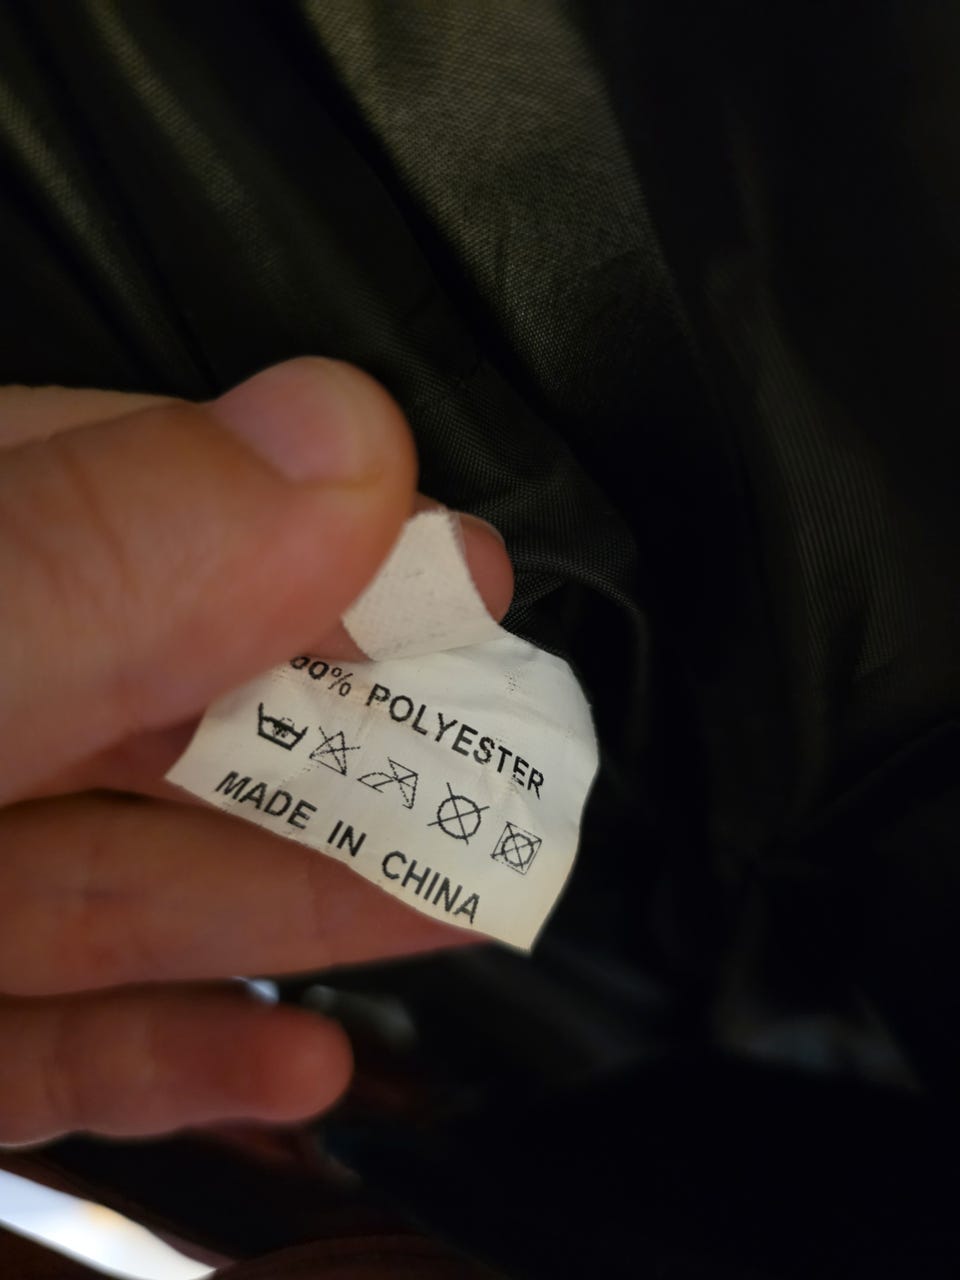 00% POLYESTER
MADE IN CHINA